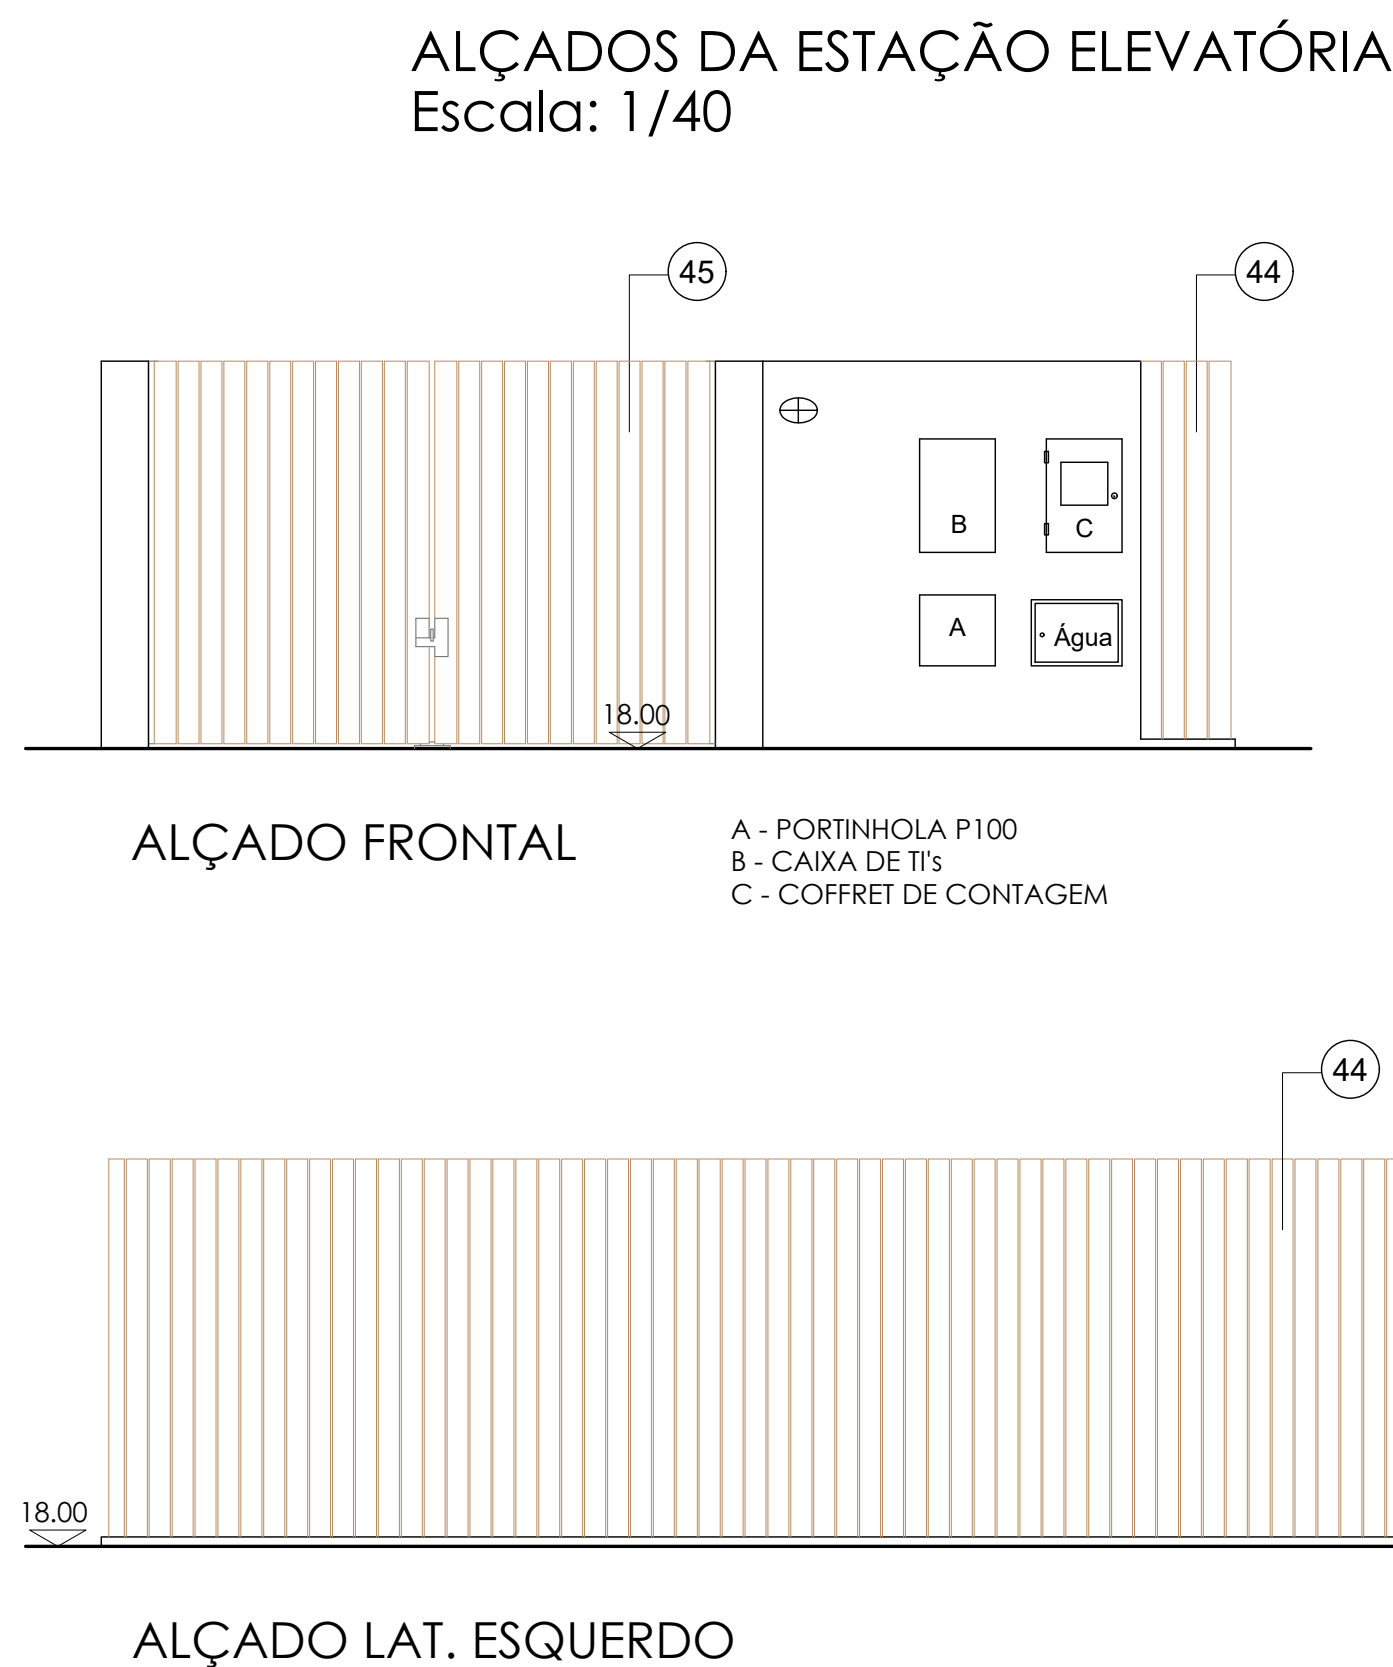 ALÇADOS DA ESTAÇÃO ELEVATÓRIA
Escala: 1/40
45
44
B
C
A
Água
18.00
ALÇADO FRONTAL
A - PORTINHOLA P100
B - CAIXA DE TI's
C - COFFRET DE CONTAGEM
44
18.00
ALÇADO LAT. ESQUERDO